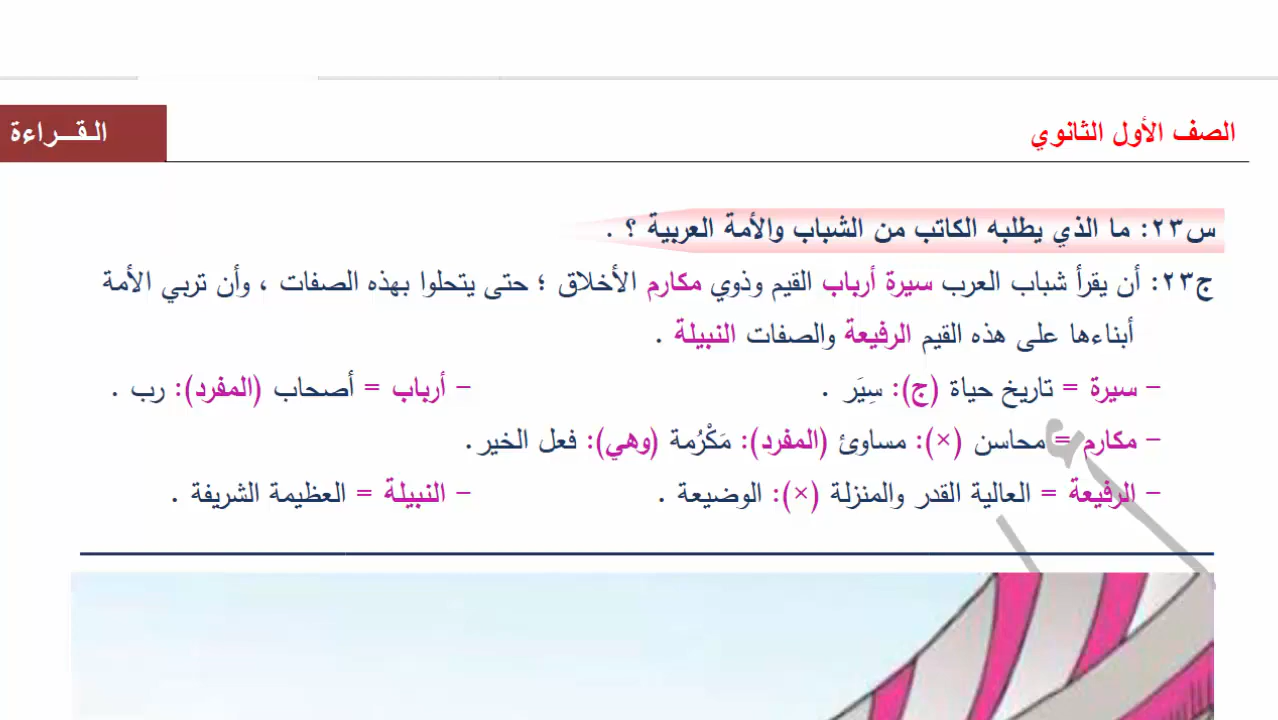 الصف الأول الثانوي
القـــراءة
س٢٣: ما الذي يطلبه الكاتب من الشباب والأمة العربية ؟ .
ج٢٣: أن يقرأ شباب العرب سيرة أرباب القيم وذوي مكارم الأخلاق ؛ حتى يتحلوا بهذه الصفات ، وأن تربي الأمة
أبناءها على هذه القيم الرفيعة والصفات النبيلة .
- سيرة = تاريخ حياة (ج): سِيَر . - أرباب = أصحاب (المفرد): رب .
- مكارم = محاسن (×): مساوئ (المفرد): مَكْرُمة (وهي): فعل الخير.
- الرفيعة = العالية القدر والمنزلة (×): الوضيعة . - النبيلة = العظيمة الشريفة .